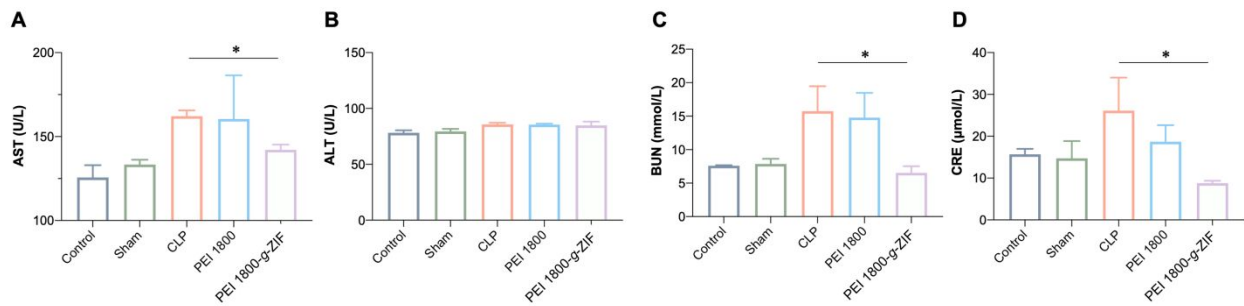 A
AST (U/L)
200
150
100
*
Control
Sham
CLP
PEI 1800
PEI 1800-g-ZIF
B
ALT (U/L)
150
100
50
0
Control
Sham
CLP
PEI 1800
PEI 1800-g-ZIF
C
BUN (mmol/L)
25
20
15
10
5
0
*
Control
Sham
CLP
PEI 1800
PEI 1800-g-ZIF
D
CRE (μmol/L)
40
30
20
10
0
*
Control
Sham
CLP
PEI 1800
PEI 1800-g-ZIF